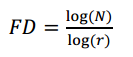 FD = log(N) / log(r)